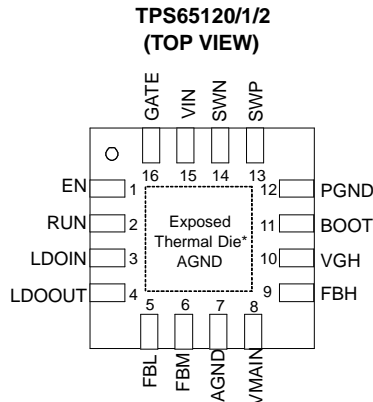 TPS65120/1/2
(TOP VIEW)
GATE
VIN
SWN
SWP
16
15
14
13
EN
1
RUN
2
LDOIN
3
LDOOUT
4
Exposed
Thermal Die*
AGND
12
PGND
11
BOOT
10
VGH
9
FBH
5
6
7
8
FBL
FBM
AGND
VMAIN